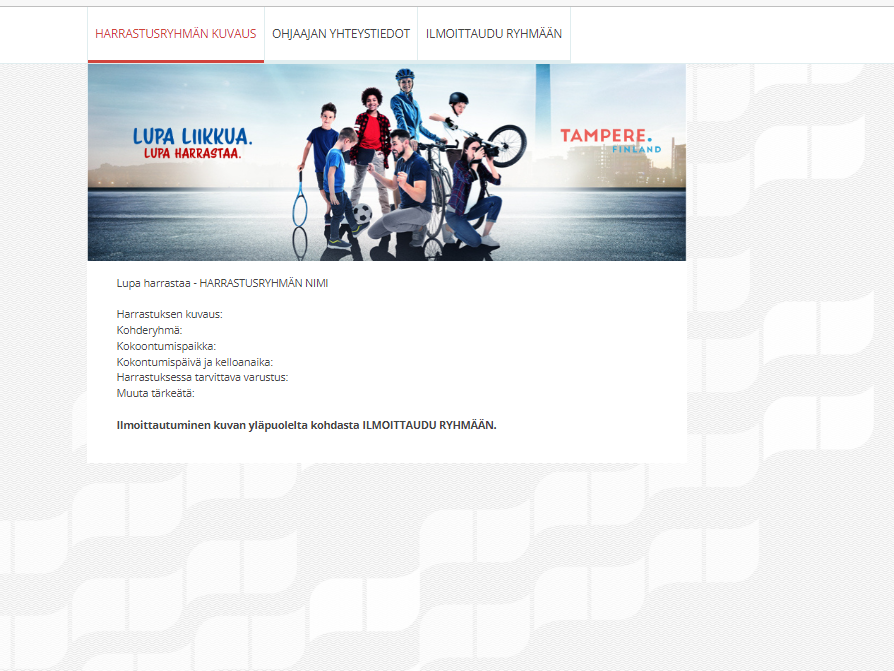 HARRASTUSRYHMÄN KUVAUS
OHJAAJAN YHTEYSTIEDOT
ILMOITTAUDU RYHMÄÄN
LUPA LIIKKUA.
LUPA HARRASTAA.
TAMPERE.
FINLAND
Lupa harrastaa - HARRASTUSRYHMÄN NIMI
Harrastuksen kuvaus:
Kohderyhmä:
Kokoontumispaikka:
Kokontumispäivä ja kelloanaika:
Harrastuksessa tarvittava varustus:
Muuta tärkeätä:
Ilmoittautuminen kuvan yläpuolelta kohdasta ILMOITTAUDU RYHMÄÄN.